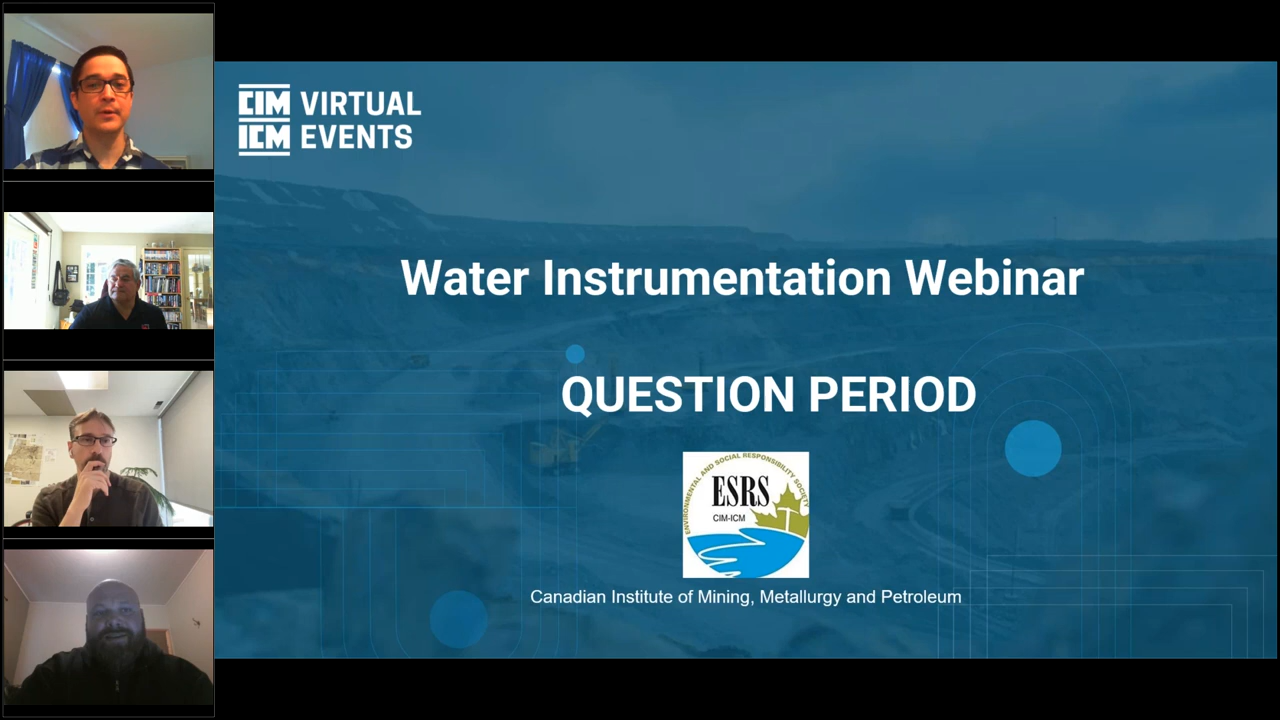 CIM VIRTUAL
ICM EVENTS
Water Instrumentation Webinar
QUESTION PERIOD
ENVIRONMENTAL AND SOCIAL RESPONSIBILITY SOCIETY
ESRS
CIM-ICM
Canadian Institute of Mining, Metallurgy and Petroleum